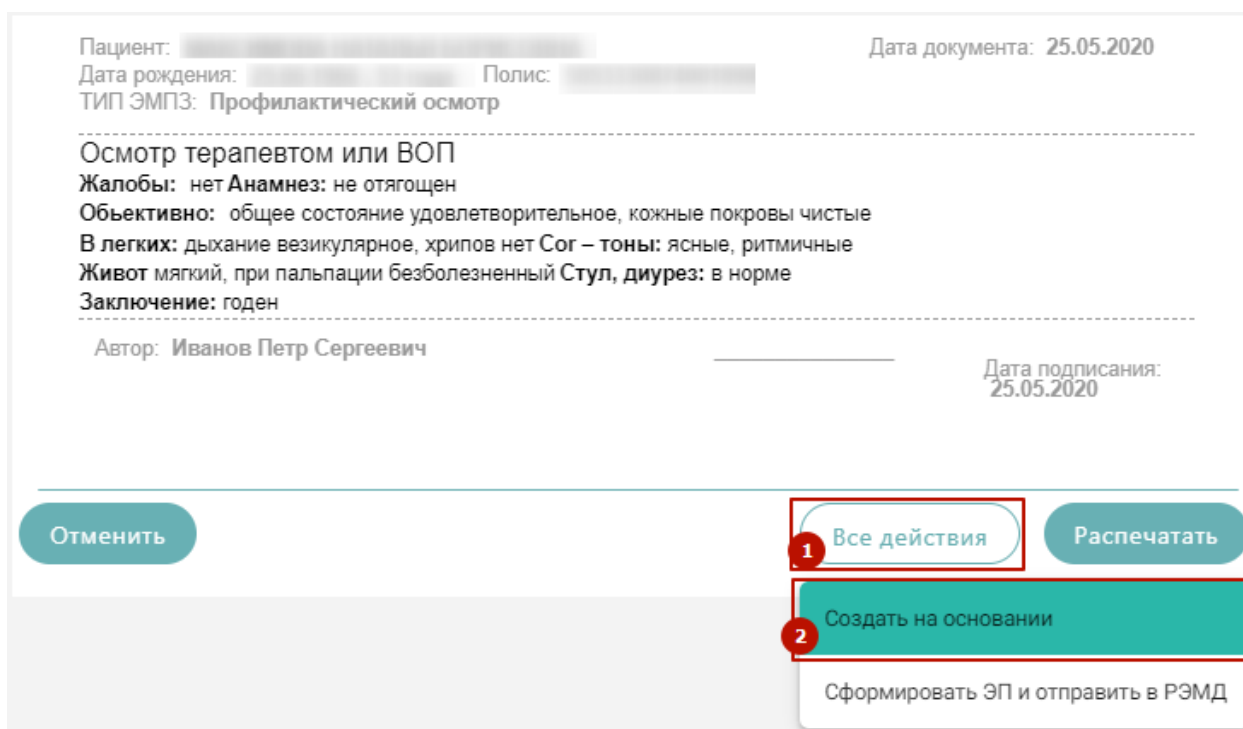 Пациент: Дата документа: 25.05.2020
Дата рождения: Полис:
ТИП ЭМПЗ: Профилактический осмотр
Осмотр терапевтом или ВОП
Жалобы: нет Анамнез: не отягощен
Обьективно: общее состояние удовлетворительное, кожные покровы чистые
В легких: дыхание везикулярное, хрипов нет Cor – тоны: ясные, ритмичные
Живот мягкий, при пальпации безболезненный Стул, диурез: в норме
Заключение: годен
Автор: Иванов Петр Сергеевич
Дата подписания:
25.05.2020
Отменить
1 Все действия
Распечатать
2 Создать на основании
Сформировать ЭП и отправить в РЭМД